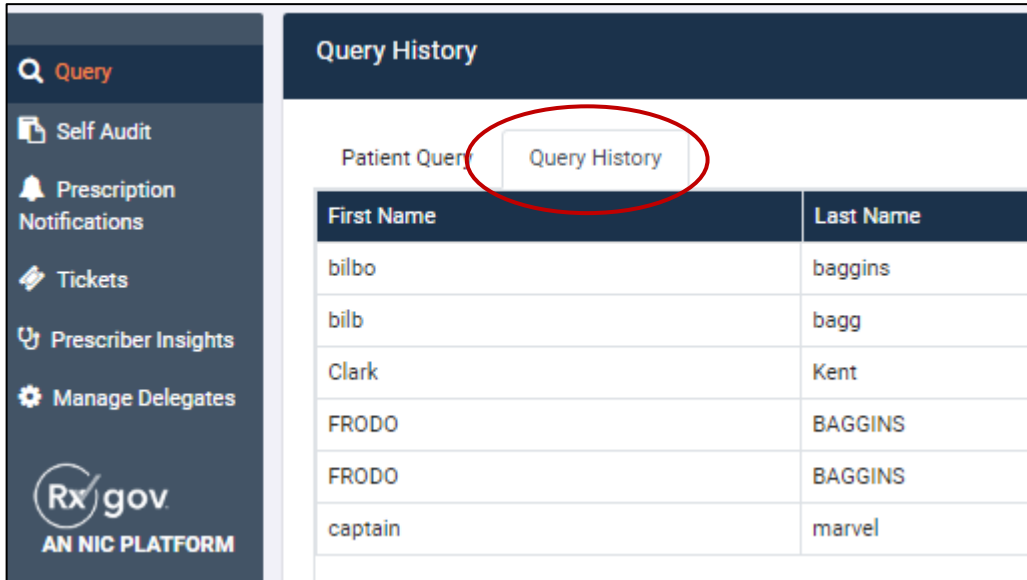 Query
Self Audit
Prescription
Notifications
Tickets
Prescriber Insights
Manage Delegates
Rx gov
AN NIC PLATFORM
Query History
Patient Query Query History
First Name Last Name
bilbo baggins
bilb bagg
Clark Kent
FRODO BAGGINS
FRODO BAGGINS
captain marvel